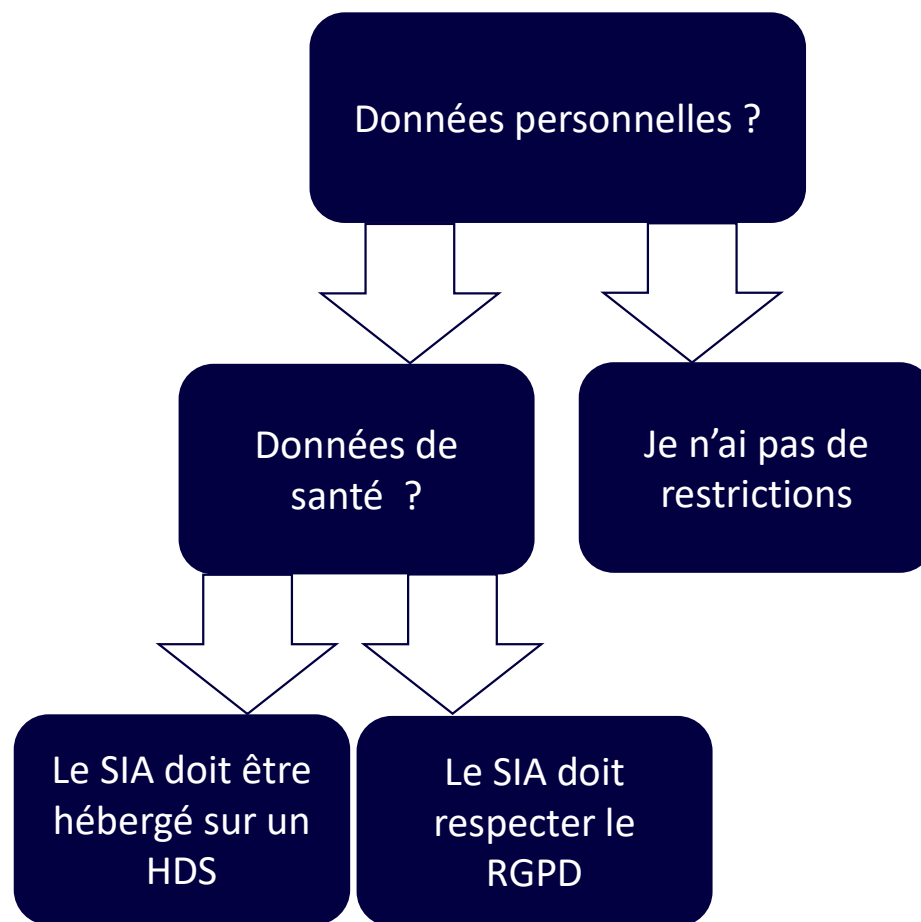 Données personnelles ?
Données de
santé  ?
Je n’ai pas de
restrictions
Le SIA doit être
hébergé sur un
HDS
Le SIA doit
respecter le
RGPD